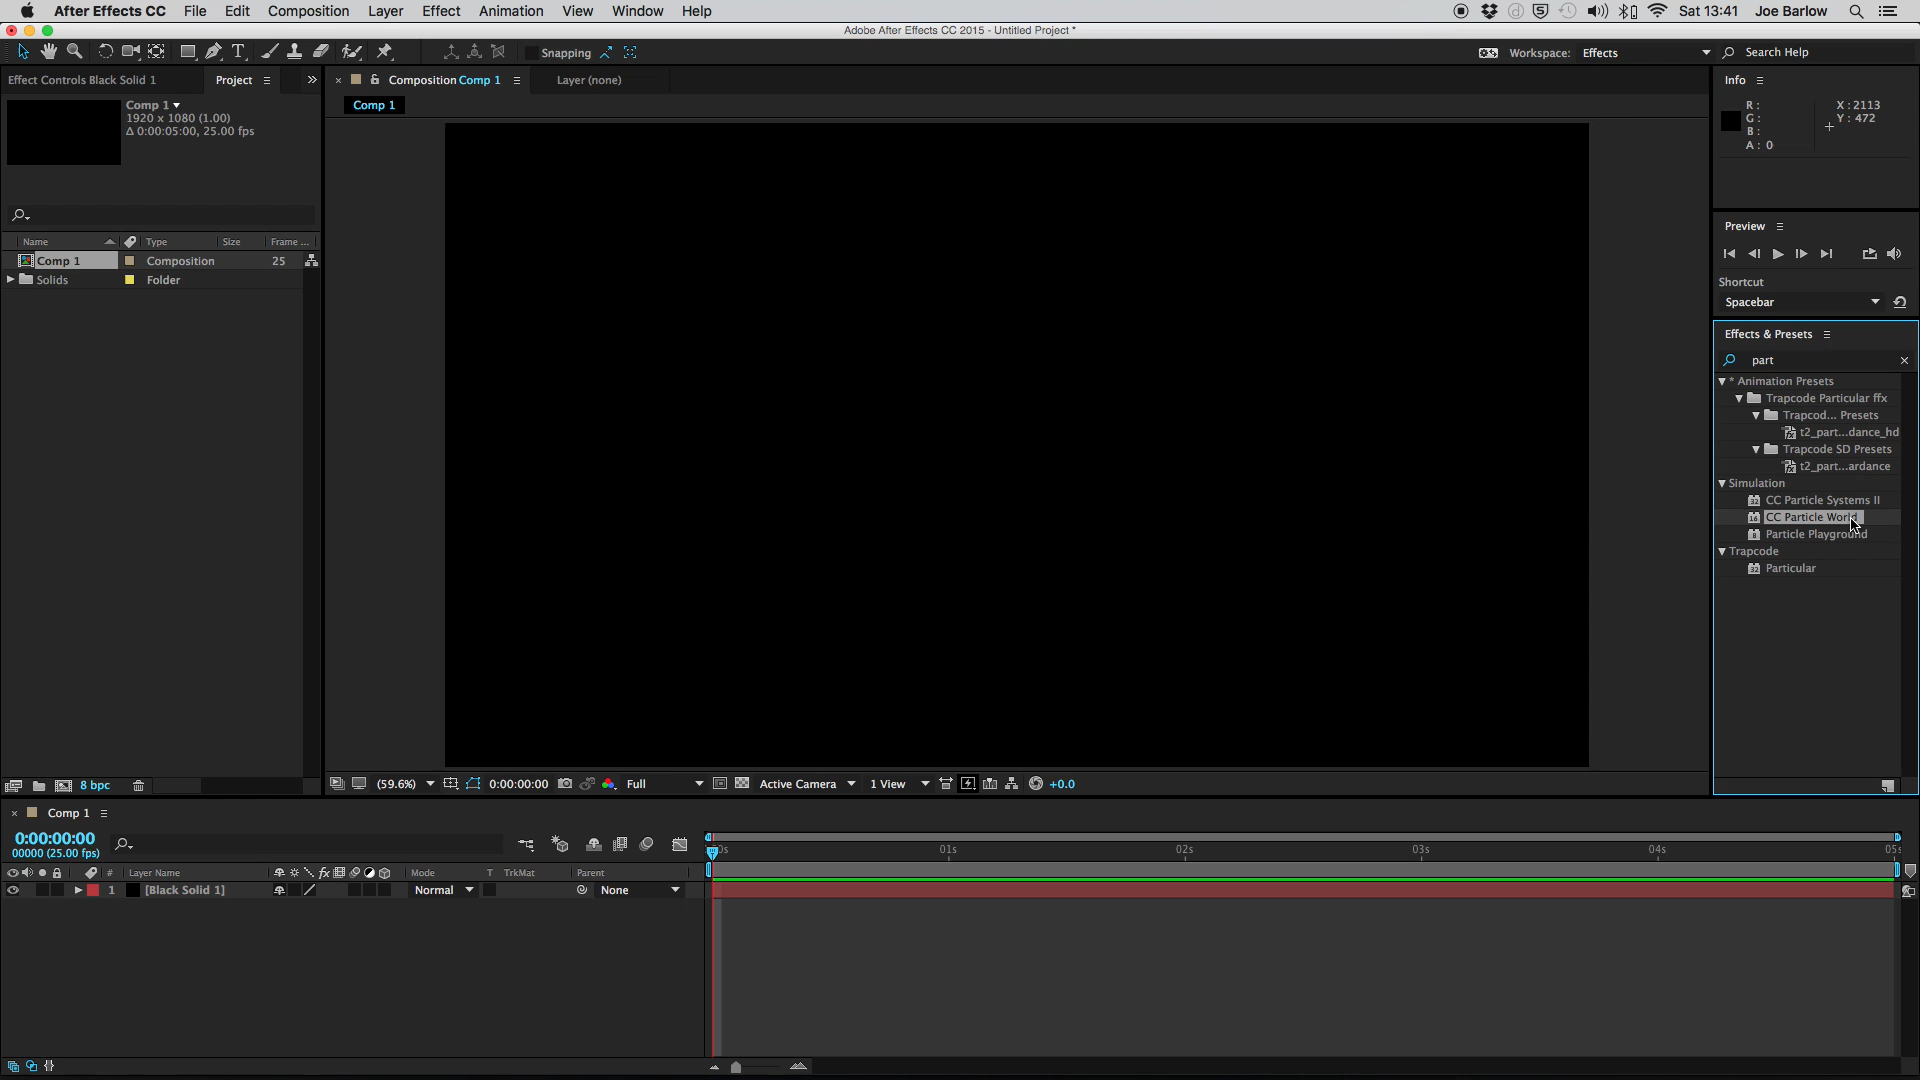 After Effects CC File Edit Composition Layer Effect Animation View Window Help Sat 13:41 Joe Barlow
Adobe After Effects CC 2015 - Untitled Project *
Snapping Workspace: Effects Search Help
Effect Controls Black Solid 1 Project Composition Comp 1 Layer (none) Info
Comp 1
1920 x 1080 (1.00)
Δ 0:00:05:00, 25.00 fps
Comp 1
R: X : 2113
G: Y : 472
B:
A: 0
Preview
Name Type Size Frame ...
Comp 1 Composition 25
Solids Folder
Shortcut
Spacebar
Effects & Presets
part
* Animation Presets
Trapcode Particular ffx
Trapcod... Presets
t2_part...dance_hd
Trapcode SD Presets
t2_part...ardance
Simulation
32 CC Particle Systems II
16 CC Particle World
8 Particle Playground
Trapcode
32 Particular
8 bpc (59.6%) 0:00:00:00 Full Active Camera 1 View +0.0
Comp 1
0:00:00:00
00000 (25.00 fps)
01s 02s 03s 04s
# Layer Name fx Mode T TrkMat Parent
1 [Black Solid 1] Normal None